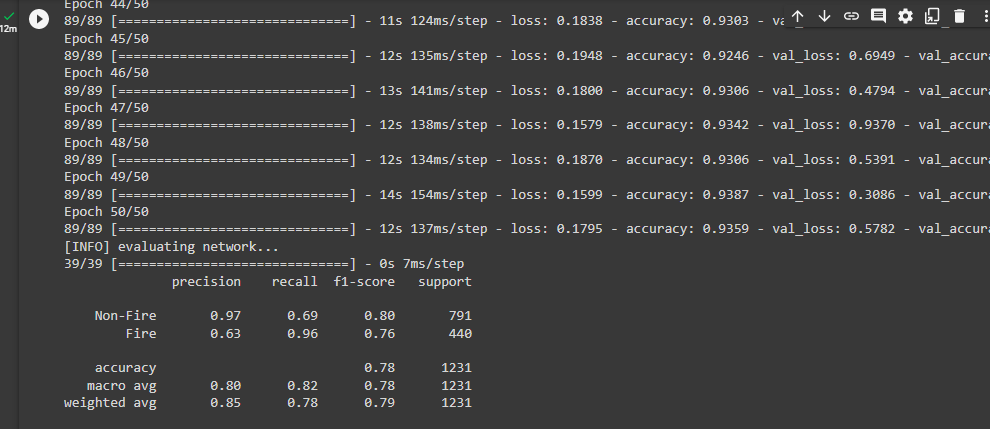 Epoch 44/50
89/89 [==============================] - 11s 124ms/step - loss: 0.1838 - accuracy: 0.9303 -
Epoch 45/50
89/89 [==============================] - 12s 135ms/step - loss: 0.1948 - accuracy: 0.9246 - val_loss: 0.6949 - val_accura
Epoch 46/50
89/89 [==============================] - 13s 141ms/step - loss: 0.1800 - accuracy: 0.9306 - val_loss: 0.4794 - val_accura
Epoch 47/50
89/89 [==============================] - 12s 138ms/step - loss: 0.1579 - accuracy: 0.9342 - val_loss: 0.9370 - val_accura
Epoch 48/50
89/89 [==============================] - 12s 134ms/step - loss: 0.1870 - accuracy: 0.9306 - val_loss: 0.5391 - val_accura
Epoch 49/50
89/89 [==============================] - 14s 154ms/step - loss: 0.1599 - accuracy: 0.9387 - val_loss: 0.3086 - val_accura
Epoch 50/50
89/89 [==============================] - 12s 137ms/step - loss: 0.1795 - accuracy: 0.9359 - val_loss: 0.5782 - val_accura
[INFO] evaluating network...
39/39 [==============================] - 0s 7ms/step
precision recall f1-score support
Non-Fire 0.97 0.69 0.80 791
Fire 0.63 0.96 0.76 440
accuracy 0.78 1231
macro avg 0.80 0.82 0.78 1231
weighted avg 0.85 0.78 0.79 1231
12m